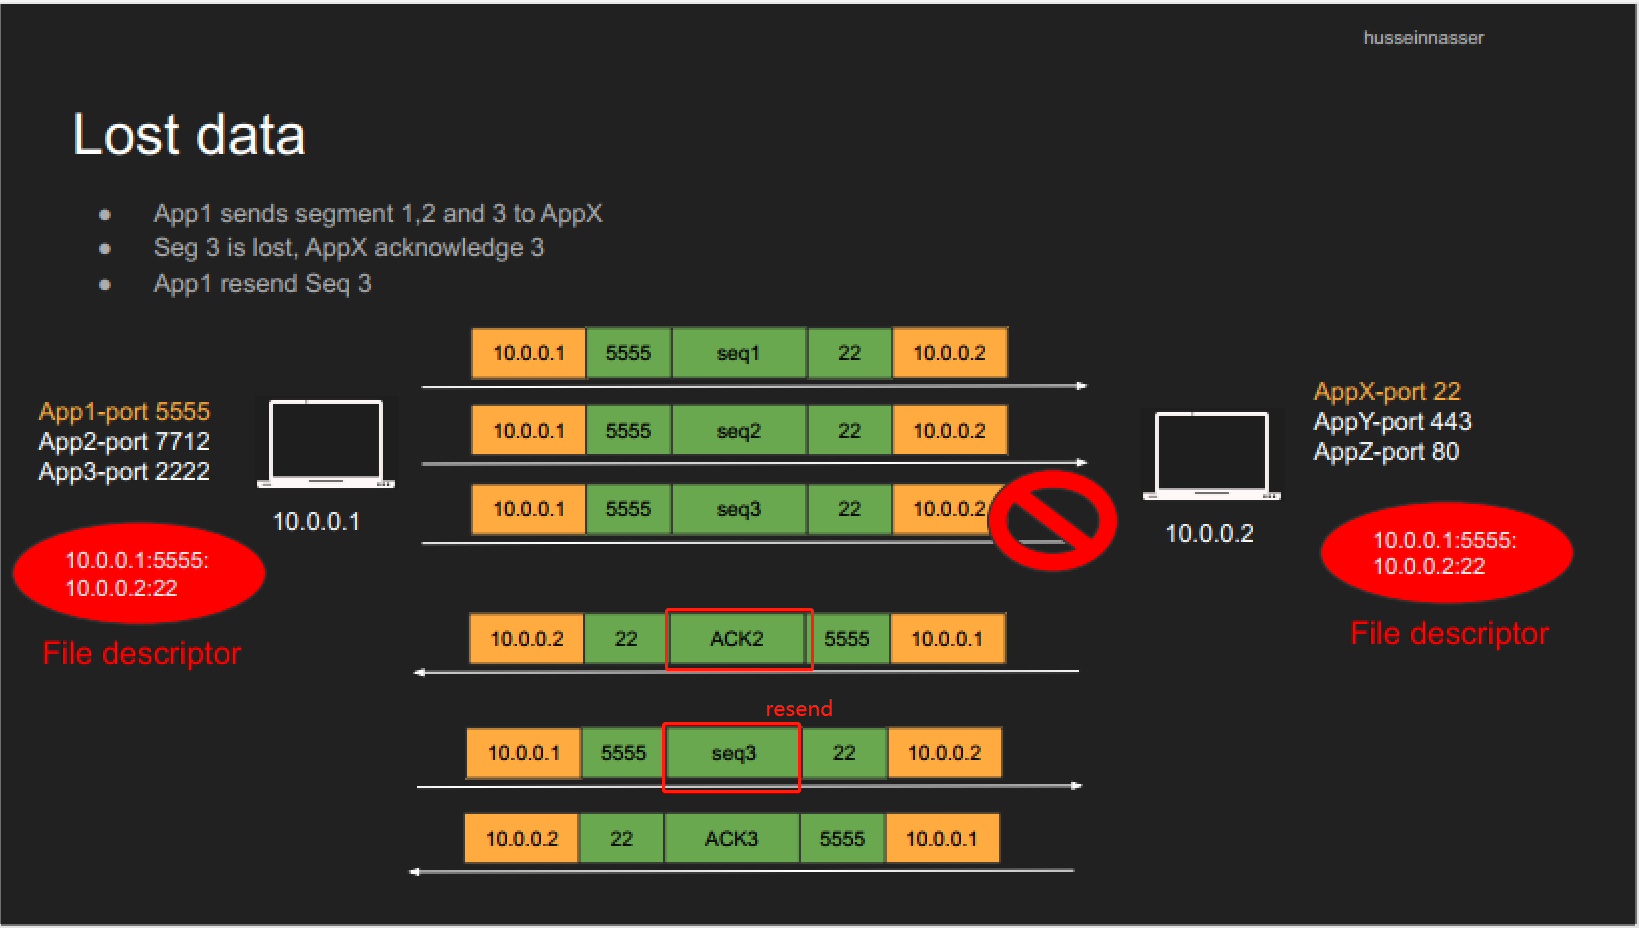 husseinnasser
Lost data
● App1 sends segment 1,2 and 3 to AppX
● Seg 3 is lost, AppX acknowledge 3
● App1 resend Seq 3
10.0.0.1 5555 seq1 22 10.0.0.2
App1-port 5555
App2-port 7712
App3-port 2222
10.0.0.1
10.0.0.1 5555 seq2 22 10.0.0.2
10.0.0.1 5555 seq3 22 10.0.0.2
AppX-port 22
AppY-port 443
AppZ-port 80
10.0.0.2
10.0.0.1:5555:
10.0.0.2:22
File descriptor
10.0.0.1:5555:
10.0.0.2:22
File descriptor
10.0.0.2 22 ACK2 5555 10.0.0.1
resend
10.0.0.1 5555 seq3 22 10.0.0.2
10.0.0.2 22 ACK3 5555 10.0.0.1